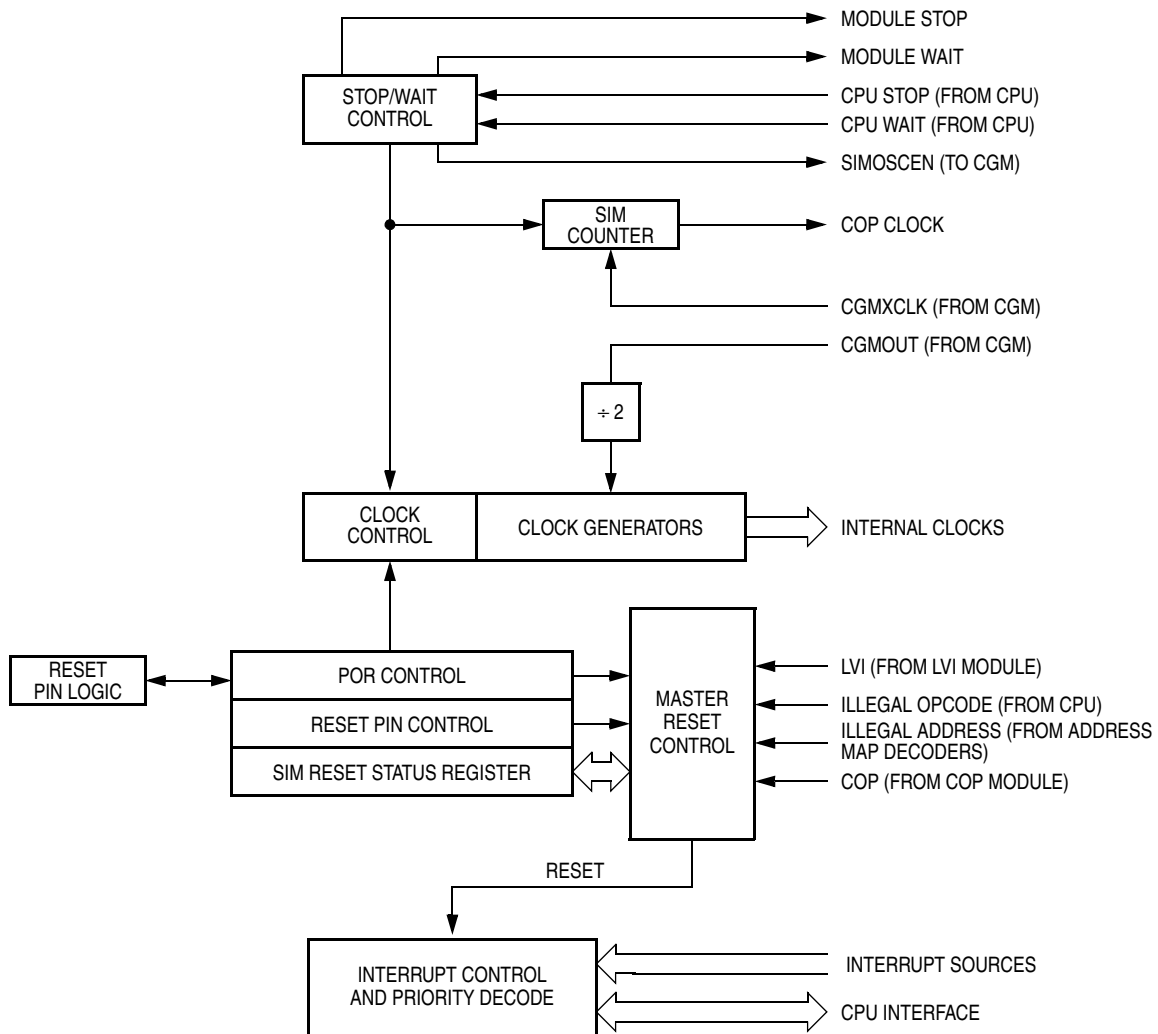 MODULE STOP
MODULE WAIT
STOP/WAIT
CONTROL
CPU STOP (FROM CPU)
CPU WAIT (FROM CPU)
SIMOSCEN (TO CGM)
SIM
COUNTER
COP CLOCK
CGMXCLK (FROM CGM)
CGMOUT (FROM CGM)
÷ 2
CLOCK
CONTROL
CLOCK GENERATORS
INTERNAL CLOCKS
RESET
PIN LOGIC
POR CONTROL
RESET PIN CONTROL
SIM RESET STATUS REGISTER
MASTER
RESET
CONTROL
LVI (FROM LVI MODULE)
ILLEGAL OPCODE (FROM CPU)
ILLEGAL ADDRESS (FROM ADDRESS
MAP DECODERS)
COP (FROM COP MODULE)
RESET
INTERRUPT CONTROL
AND PRIORITY DECODE
INTERRUPT SOURCES
CPU INTERFACE